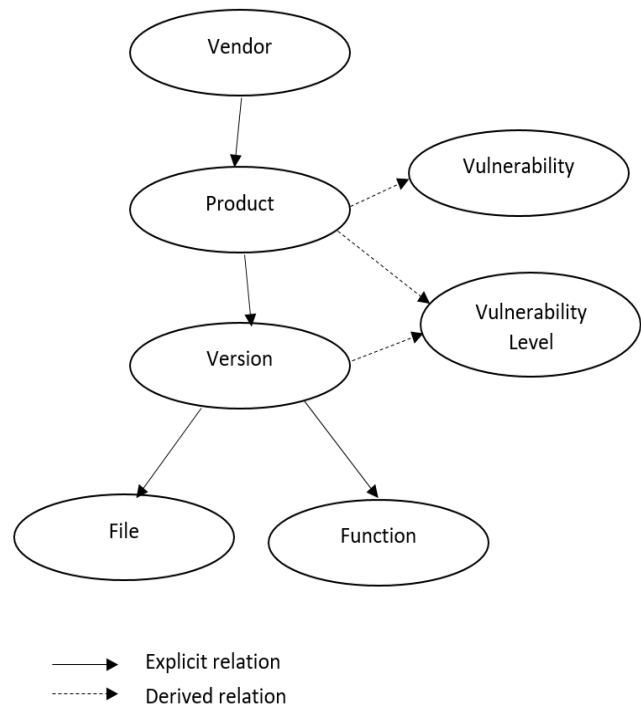 Vendor
Product
Vulnerability
Vulnerability
Level
Version
File
Function
Explicit relation
Derived relation